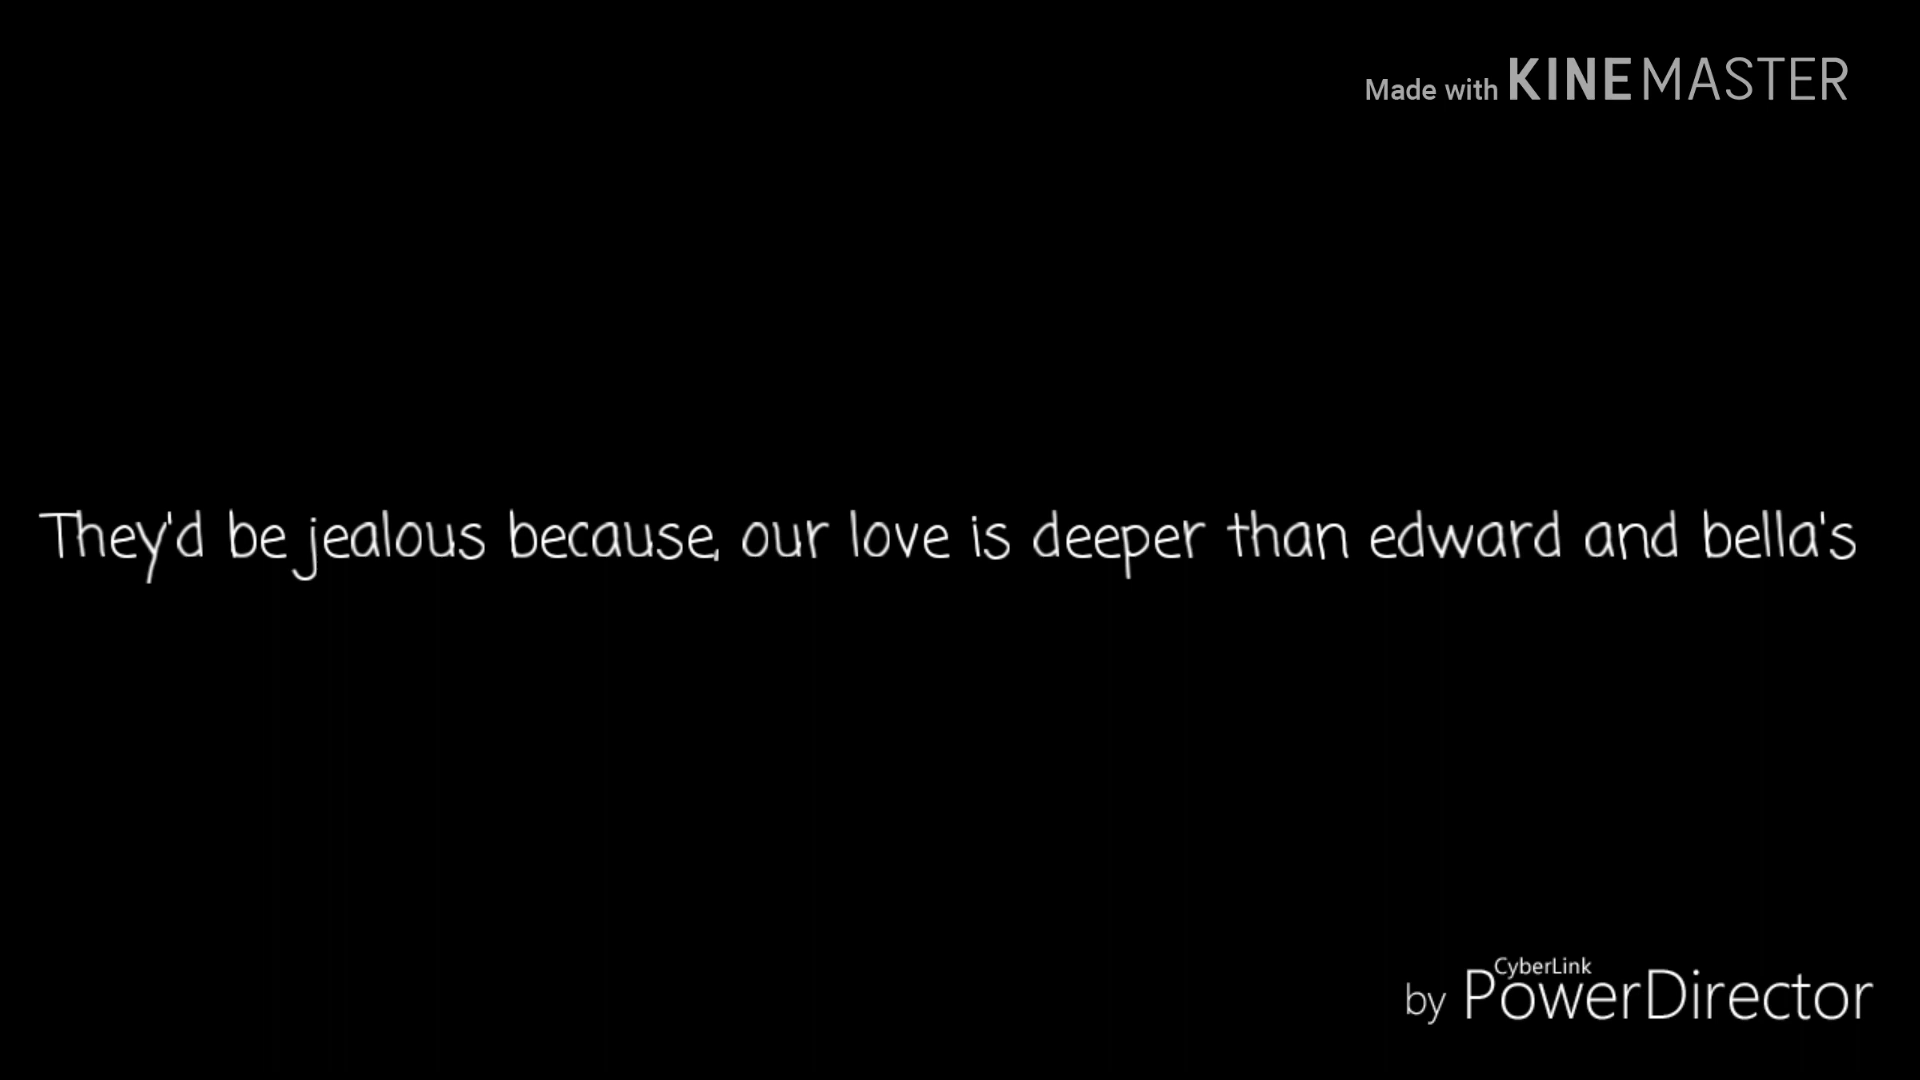 Made with KINEMASTER
They'd be jealous because, our love is deeper than edward and bella's
CyberLink
by PowerDirector